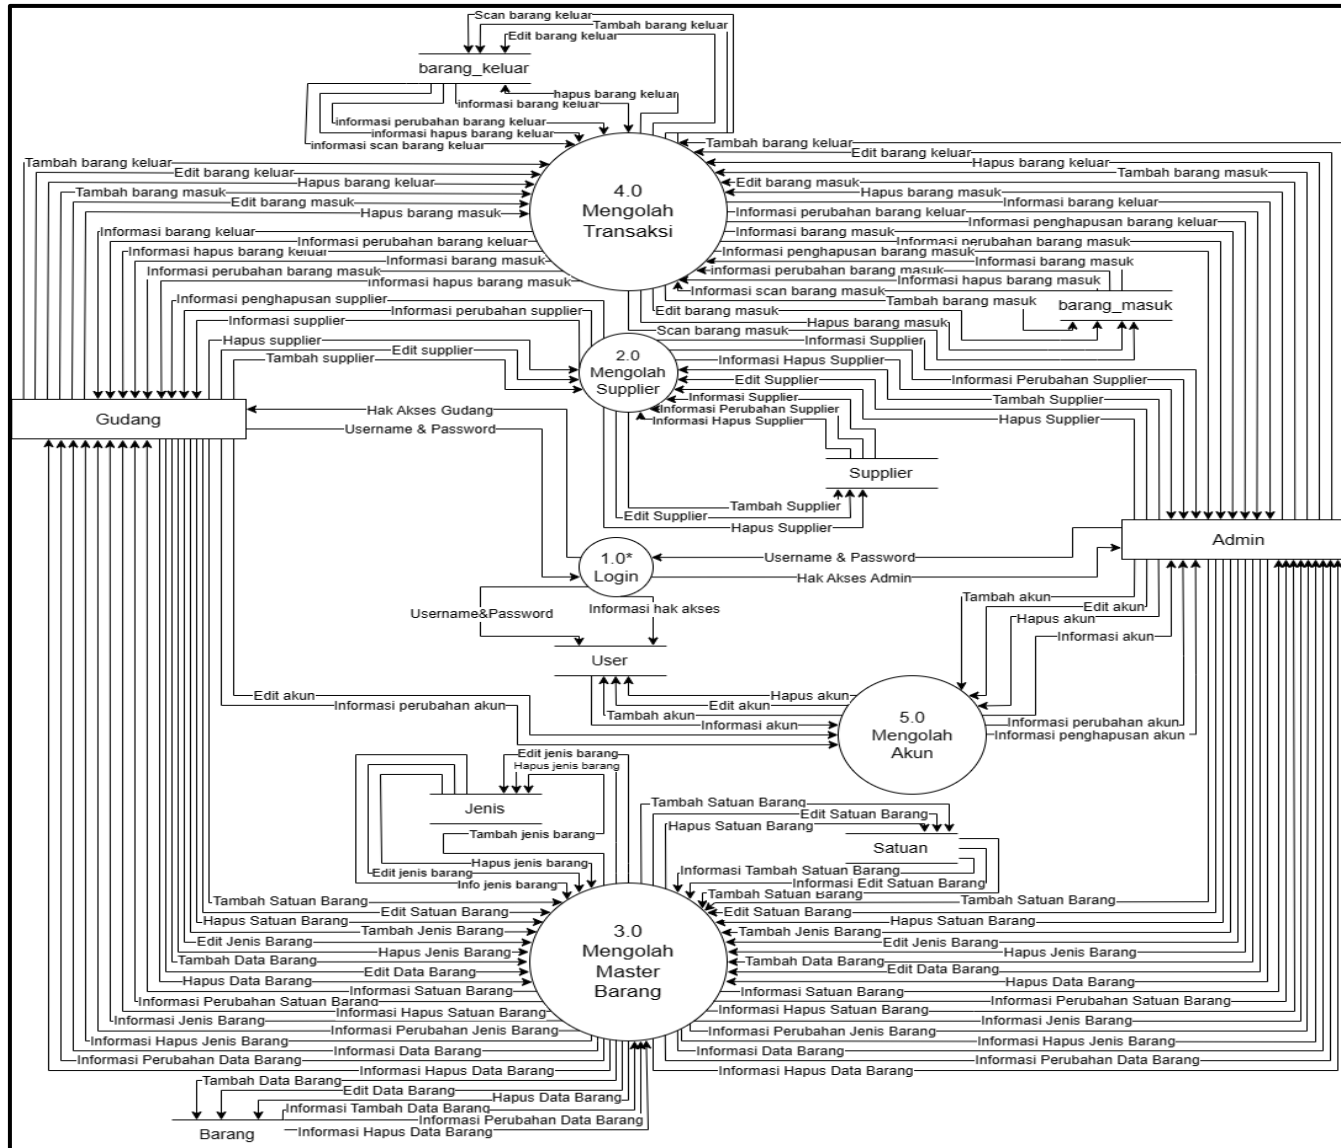 Scan barang keluar
Tambah barang keluar
Edit barang keluar
barang_keluar
hapus barang keluar
informasi barang keluar
informasi perubahan barang keluar
informasi hapus barang keluar
informasi scan barang keluar
Tambah barang keluar
Edit barang keluar
Hapus barang keluar
Tambah barang masuk
Edit barang masuk
Hapus barang masuk
Informasi barang keluar
Informasi perubahan barang keluar
Informasi hapus barang keluar
Informasi barang masuk
Informasi perubahan barang masuk
informasi hapus barang masuk
4.0
Mengolah
Transaksi
Tambah barang keluar
Edit barang keluar
Hapus barang keluar
Tambah barang masuk
Edit barang masuk
Hapus barang masuk
Informasi barang keluar
Informasi perubahan barang keluar
Informasi penghapusan barang keluar
Informasi barang masuk
Informasi perubahan barang masuk
Informasi penghapusan barang masuk
Informasi barang masuk
informasi perubahan barang masuk
Informasi hapus barang masuk
Informasi scan barang masuk
Tambah barang masuk
barang_masuk
Edit barang masuk
Hapus barang masuk
Scan barang masuk
Informasi penghapusan supplier
Informasi perubahan supplier
Informasi supplier
Hapus supplier
Edit supplier
Tambah supplier
2.0
Mengolah
Supplier
Informasi Supplier
Informasi Hapus Supplier
Edit Supplier
Informasi Perubahan Supplier
Informasi Supplier
Tambah Supplier
Informasi Perubahan Supplier
Informasi Hapus Supplier
Hapus Supplier
Gudang
Hak Akses Gudang
Username & Password
Supplier
Tambah Supplier
Edit Supplier
Hapus Supplier
Admin
1.0*
Login
Username & Password
Hak Akses Admin
Username&Password
Informasi hak akses
User
Tambah akun
Edit akun
Hapus akun
Informasi akun
Edit akun
Informasi perubahan akun
Hapus akun
Edit akun
Tambah akun
Informasi akun
5.0
Mengolah
Akun
Informasi perubahan akun
Informasi penghapusan akun
Edit jenis barang
Hapus jenis barang
Jenis
Tambah jenis barang
Hapus jenis barang
Edit jenis barang
Info jenis barang
Tambah Satuan Barang
Edit Satuan Barang
Hapus Satuan Barang
Satuan
Informasi Tambah Satuan Barang
Informasi Edit Satuan Barang
Tambah Satuan Barang
3.0
Mengolah
Master
Barang
Tambah Satuan Barang
Edit Satuan Barang
Hapus Satuan Barang
Tambah Jenis Barang
Edit Jenis Barang
Hapus Jenis Barang
Tambah Data Barang
Edit Data Barang
Hapus Data Barang
Informasi Satuan Barang
Informasi Perubahan Satuan Barang
Informasi Hapus Satuan Barang
Informasi Jenis Barang
Informasi Perubahan Jenis Barang
Informasi Hapus Jenis Barang
Informasi Data Barang
Informasi Perubahan Data Barang
Informasi Hapus Data Barang
Tambah Satuan Barang
Edit Satuan Barang
Hapus Satuan Barang
Tambah Jenis Barang
Edit Jenis Barang
Hapus Jenis Barang
Tambah Data Barang
Edit Data Barang
Hapus Data Barang
Informasi Satuan Barang
Informasi Perubahan Satuan Barang
Informasi Hapus Satuan Barang
Informasi Jenis Barang
Informasi Perubahan Jenis Barang
Informasi Hapus Jenis Barang
Informasi Data Barang
Informasi Perubahan Data Barang
Informasi Hapus Data Barang
Tambah Data Barang
Edit Data Barang
Hapus Data Barang
Informasi Tambah Data Barang
Informasi Perubahan Data Barang
Informasi Hapus Data Barang
Barang